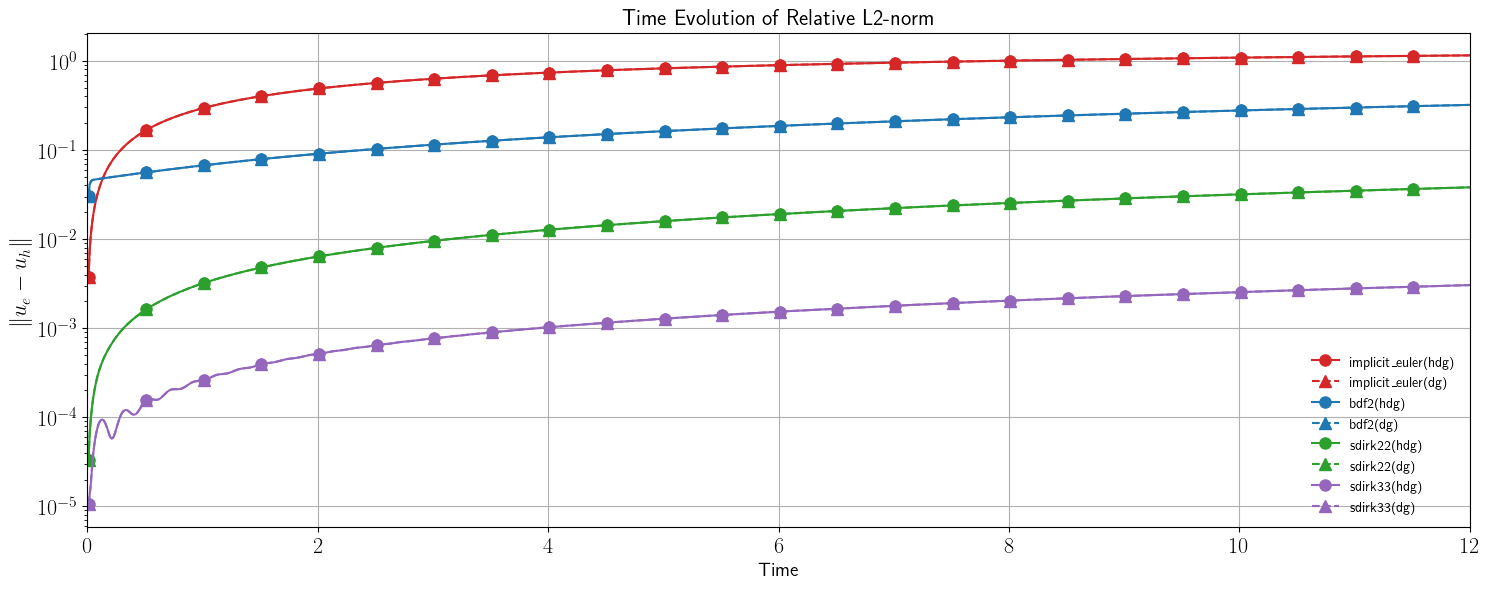 Time Evolution of Relative L2-norm
‖u_e − u_h‖
10^0
10^−1
10^−2
10^−3
10^−4
10^−5
implicit_euler(hdg)
implicit_euler(dg)
bdf2(hdg)
bdf2(dg)
sdirk22(hdg)
sdirk22(dg)
sdirk33(hdg)
sdirk33(dg)
0 2 4 6 8 10 12
Time